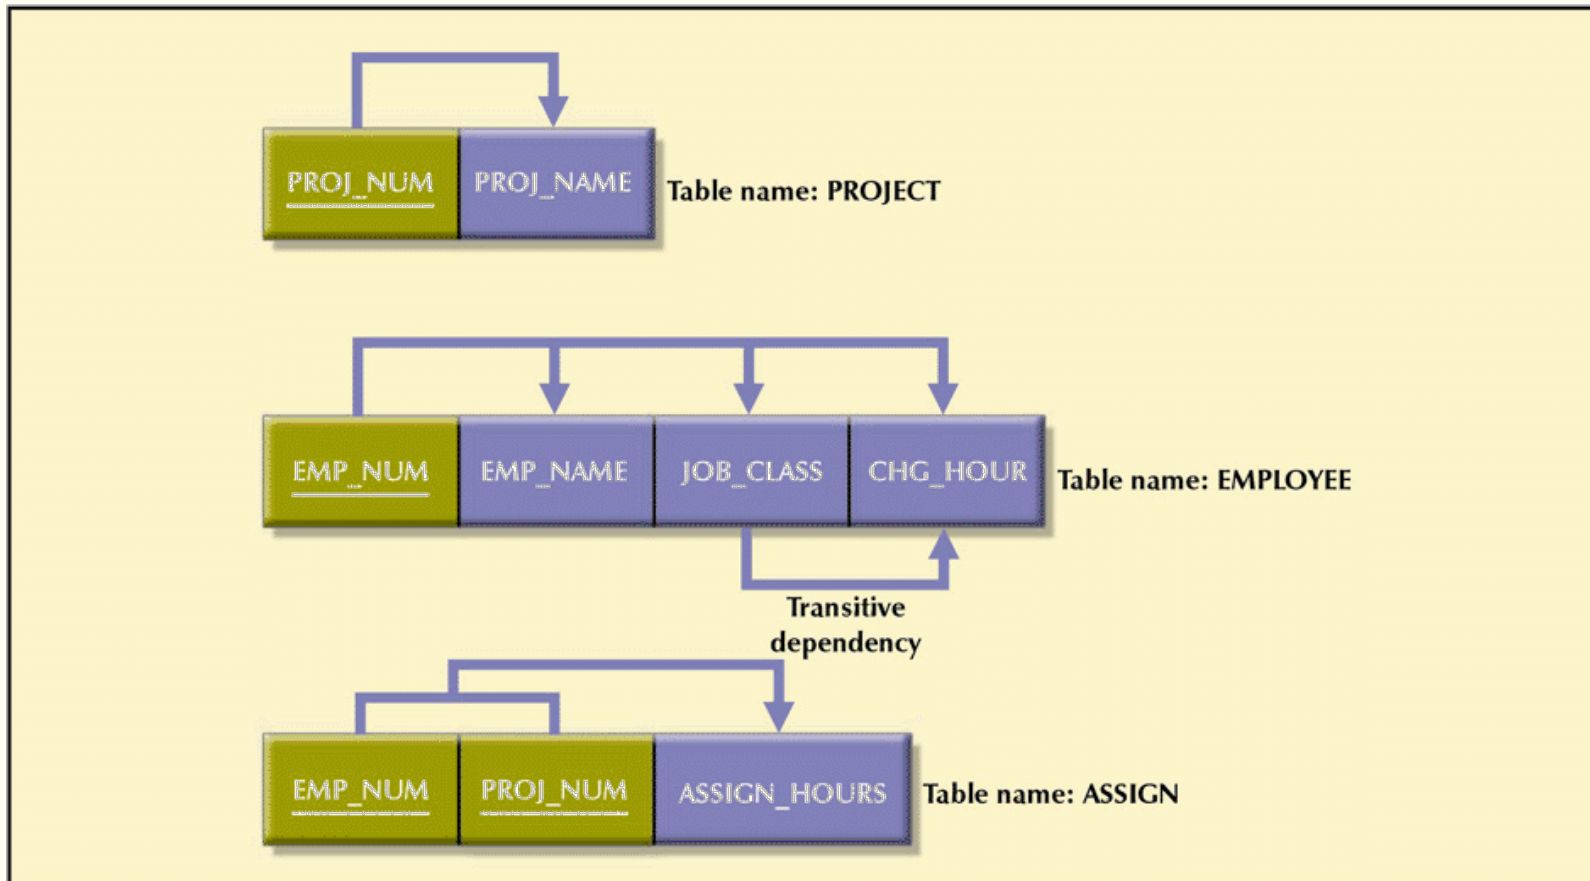 PROJ_NUM PROJ_NAME Table name: PROJECT
EMP_NUM EMP_NAME JOB_CLASS CHG_HOUR Table name: EMPLOYEE
Transitive
dependency
EMP_NUM PROJ_NUM ASSIGN_HOURS Table name: ASSIGN